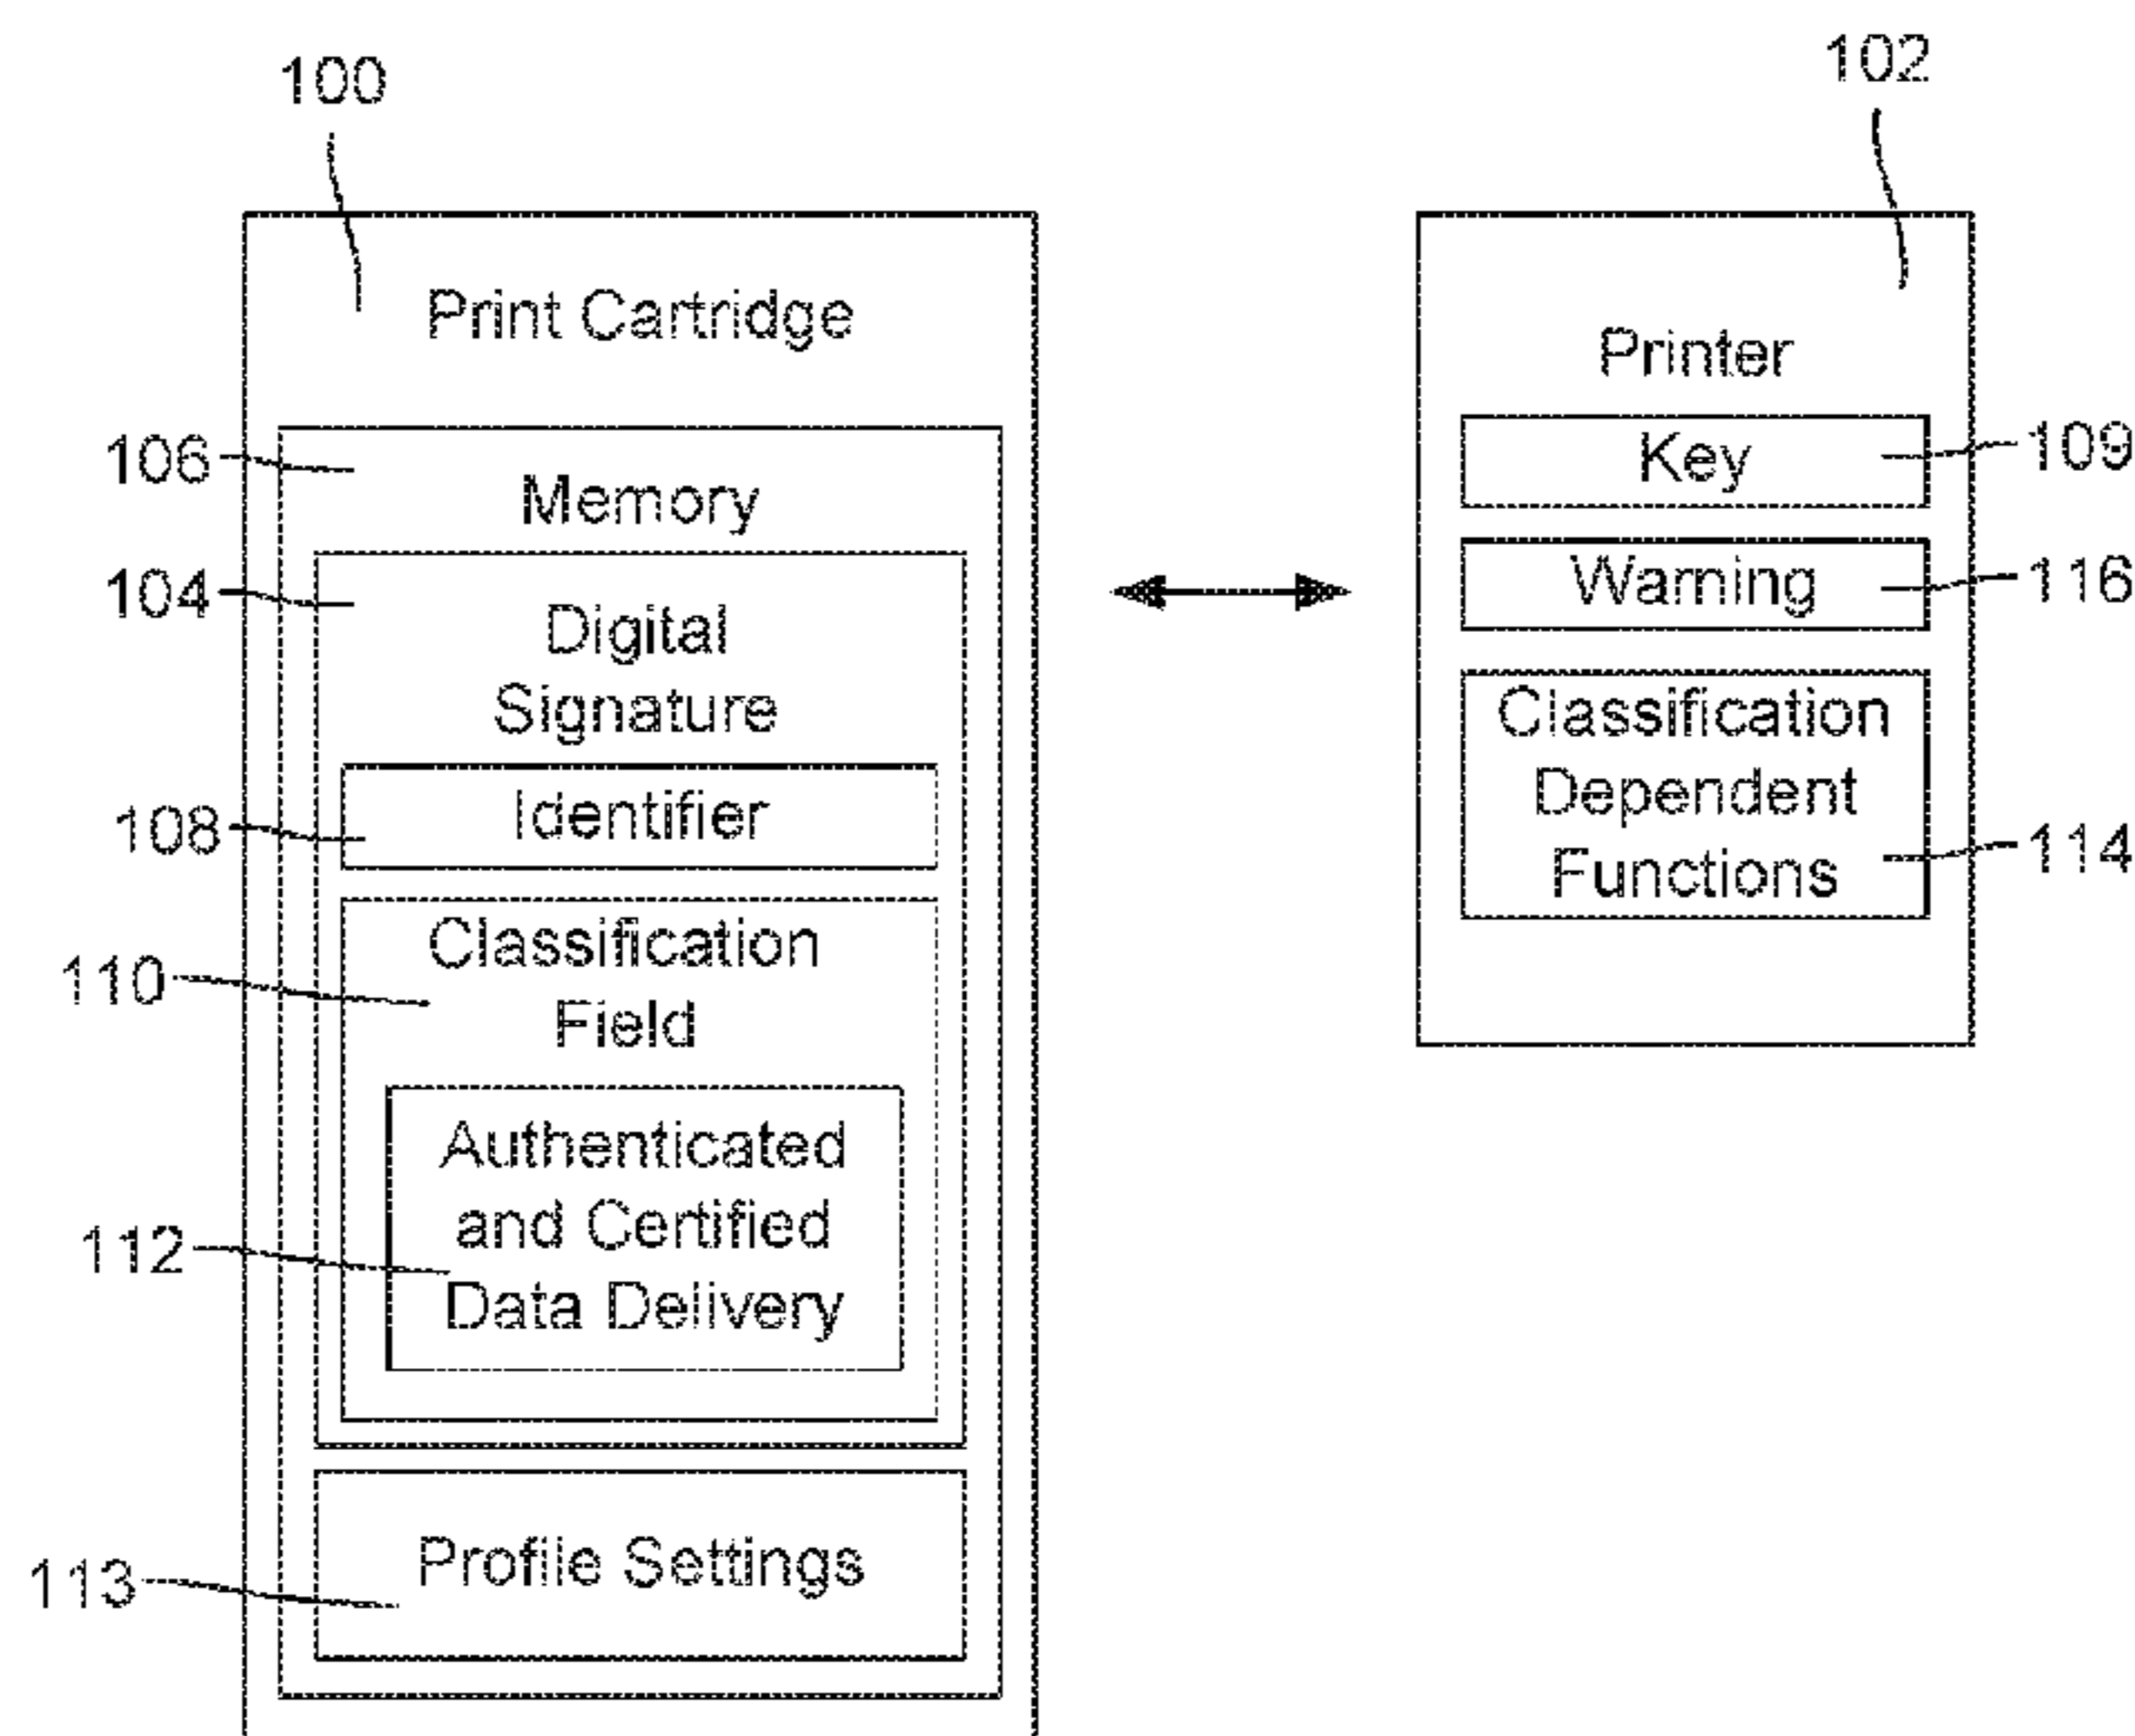 100
102
Print Cartridge
Printer
106
Memory
Key
109
104
Digital
Signature
Warning
116
108
Identifier
Classification
Dependent
Functions
114
110
Classification
Field
112
Authenticated
and Certified
Data Delivery
113
Profile Settings